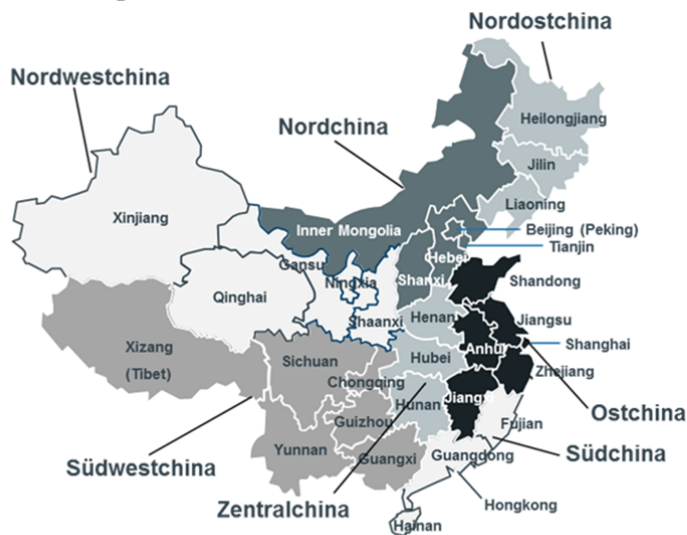 Nordostchina
Nordwestchina
Nordchina
Heilongjiang
Jilin
Liaoning
Xinjiang
Inner Mongolia
Beijing (Peking)
Tianjin
Hebei
Gansu
Ningxia
Shanxi
Shandong
Qinghai
Shaanxi
Henan
Jiangsu
Xizang
(Tibet)
Sichuan
Hubei
Anhui
Shanghai
Chongqing
Zhejiang
Hunan
Jiangxi
Ostchina
Guizhou
Fujian
Yunnan
Guangxi
Guangdong
Südchina
Südwestchina
Zentralchina
Hongkong
Hainan